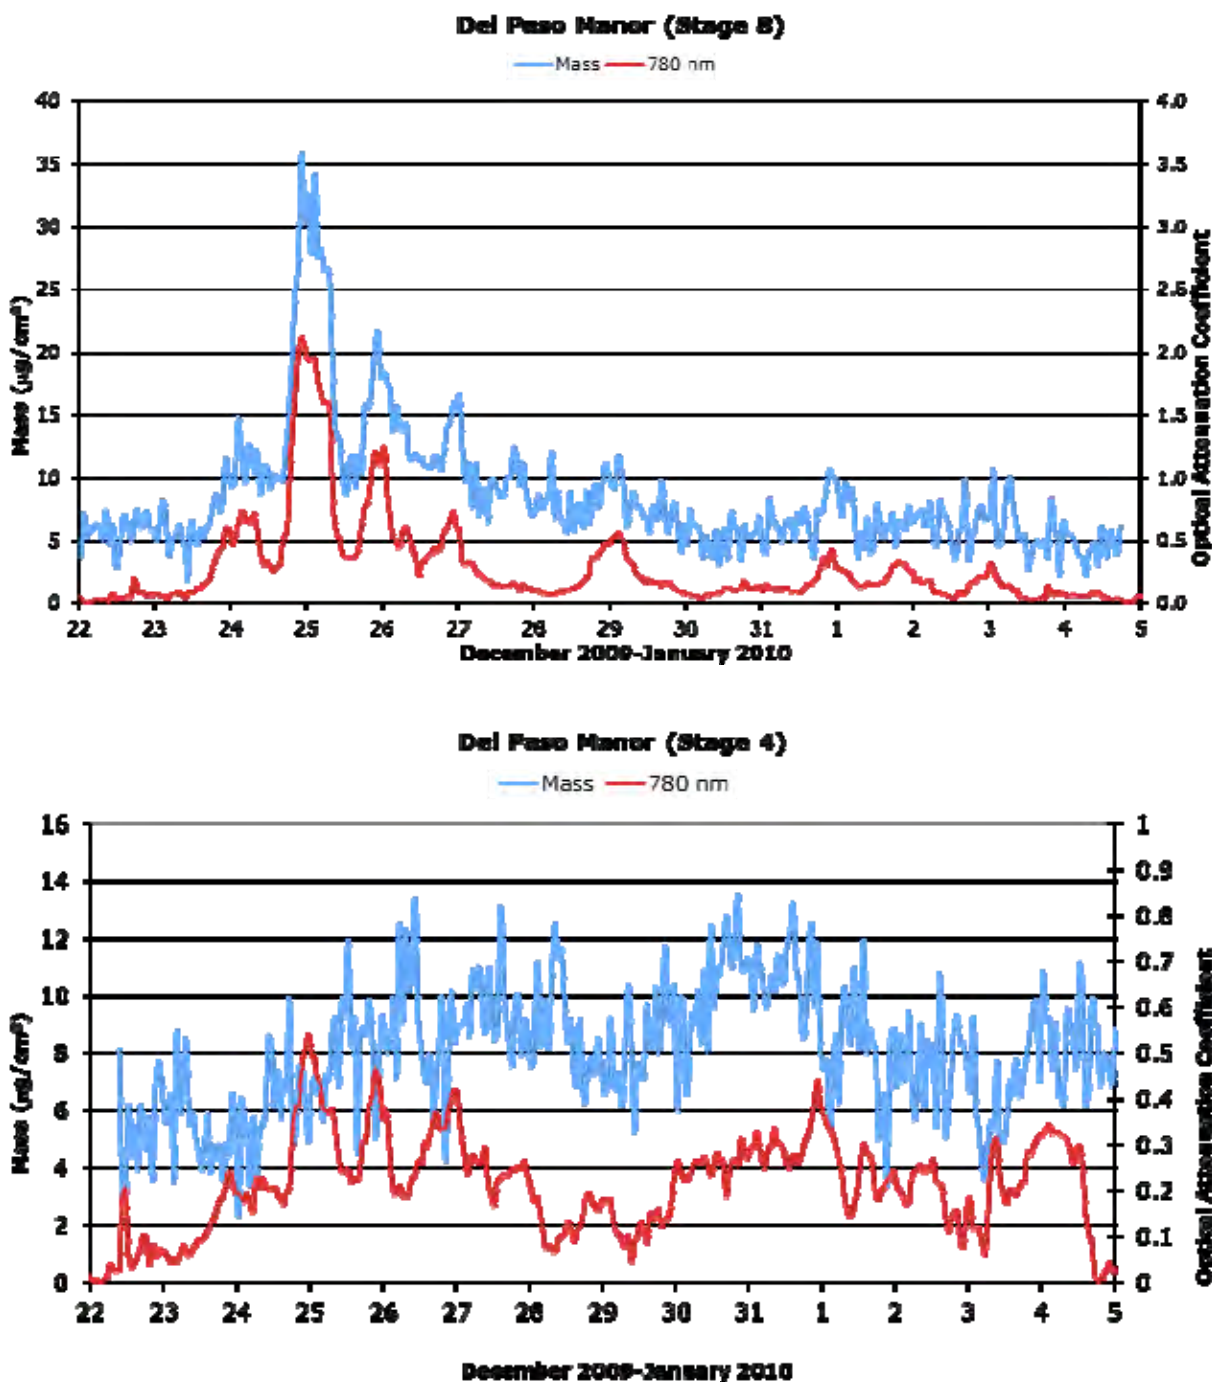 Del Paso Manor (Stage 8)
Mass 780 nm
40 4.0
35 3.5
30 3.0
25 2.5
20 2.0
15 1.5
10 1.0
5 0.5
0 0.0
Mass (µg/cm³)
Optical Attenuation Coefficient
22 23 24 25 26 27 28 29 30 31 1 2 3 4 5
December 2009-January 2010
Del Paso Manor (Stage 4)
Mass 780 nm
16 1
14 0.9
12 0.8
10 0.7
8 0.6
6 0.5
4 0.4
2 0.3
0 0.2
0.1
0
Mass (µg/cm³)
Optical Attenuation Coefficient
22 23 24 25 26 27 28 29 30 31 1 2 3 4 5
December 2009-January 2010